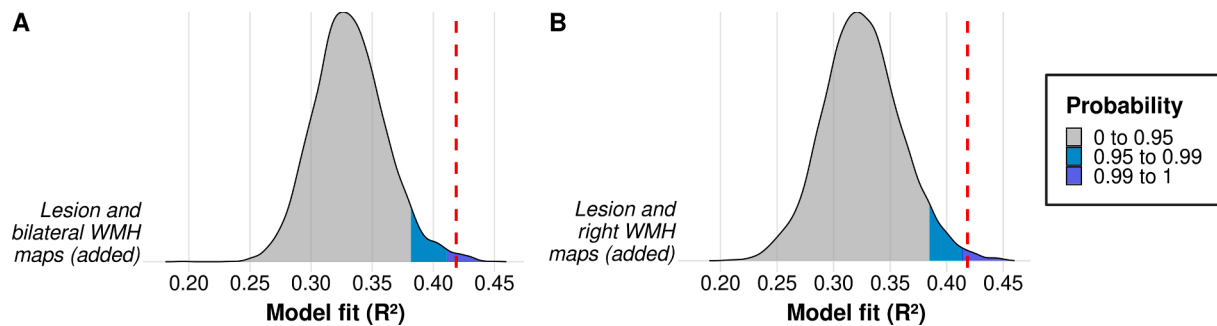 A
Lesion and
bilateral WMH
maps (added)
0.20 0.25 0.30 0.35 0.40 0.45
Model fit (R²)
B
Lesion and
right WMH
maps (added)
0.20 0.25 0.30 0.35 0.40 0.45
Model fit (R²)
Probability
0 to 0.95
0.95 to 0.99
0.99 to 1